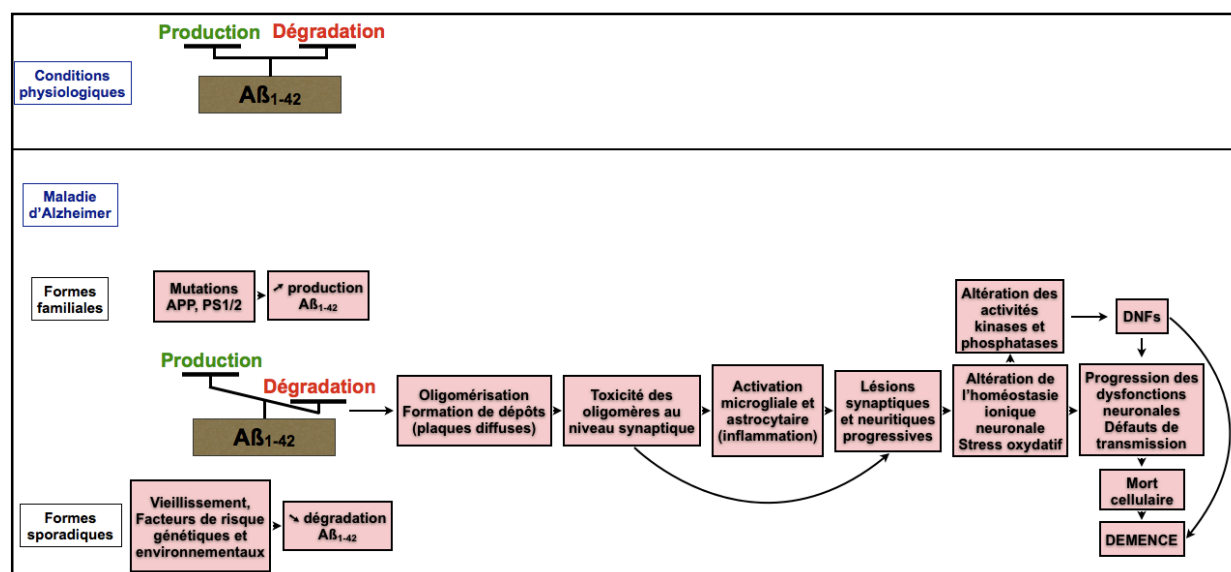 Production
Dégradation
Conditions
physiologiques
Aß1-42
Maladie
d'Alzheimer
Formes
familiales
Mutations
APP, PS1/2
➚ production
Aß1-42
Production
Dégradation
Aß1-42
Oligomérisation
Formation de dépôts
(plaques diffuses)
Toxicité des
oligomères au
niveau synaptique
Activation
microgliale et
astrocytaire
(inflammation)
Lésions
synaptiques
et neuritiques
progressives
Altération des
activités
kinases et
phosphatases
DNFs
Altération de
l'homéostasie
ionique
neuronale
Stress oxydatif
Progression des
dysfonctions
neuronales
Défauts de
transmission
Mort
cellulaire
DEMENCE
Formes
sporadiques
Vieillissement,
Facteurs de risque
génétiques et
environnementaux
➘ dégradation
Aß1-42